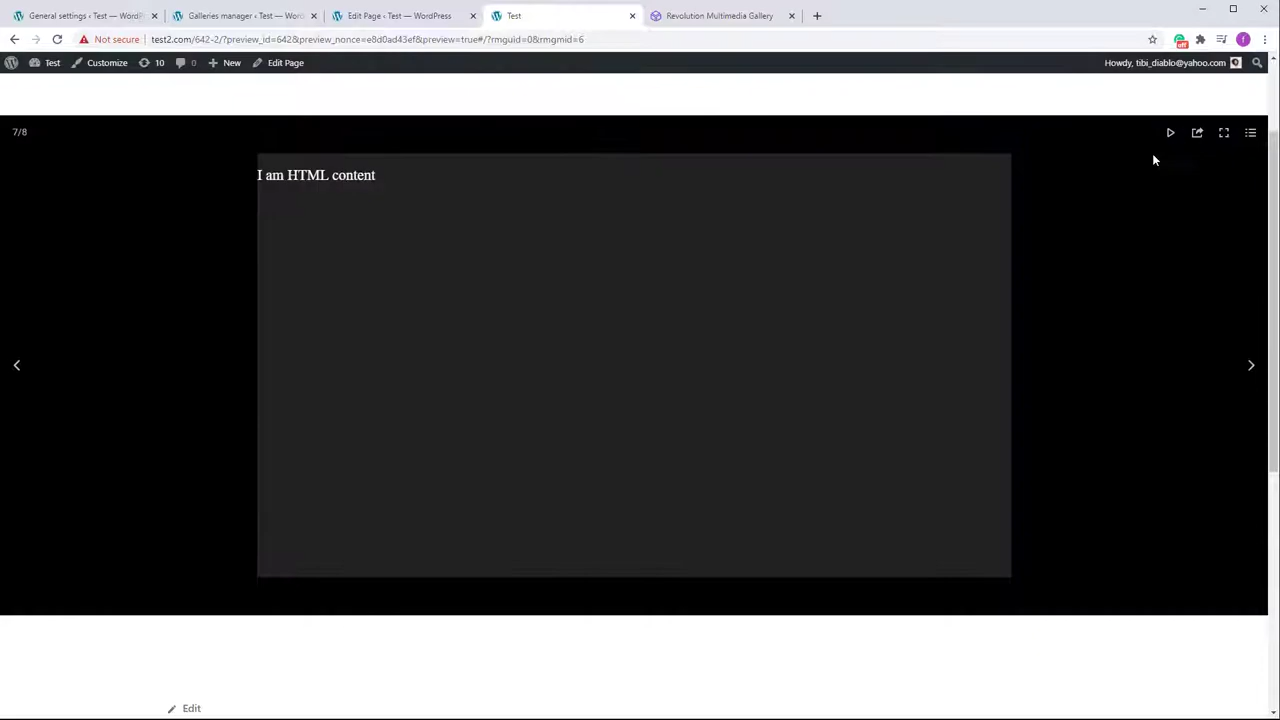 General settings ‹ Test — WordP
Galleries manager ‹ Test — Wor
Edit Page ‹ Test — WordPress
Test
Revolution Multimedia Gallery
Not secure
test2.com/642-2/?preview_id=642&preview_nonce=e8d0ad43ef&preview=true#/?rmguid=0&rmgmid=6
off
f
Test
Customize
10
0
New
Edit Page
Howdy, tibi_diablo@yahoo.com
7/8
I am HTML content
Edit